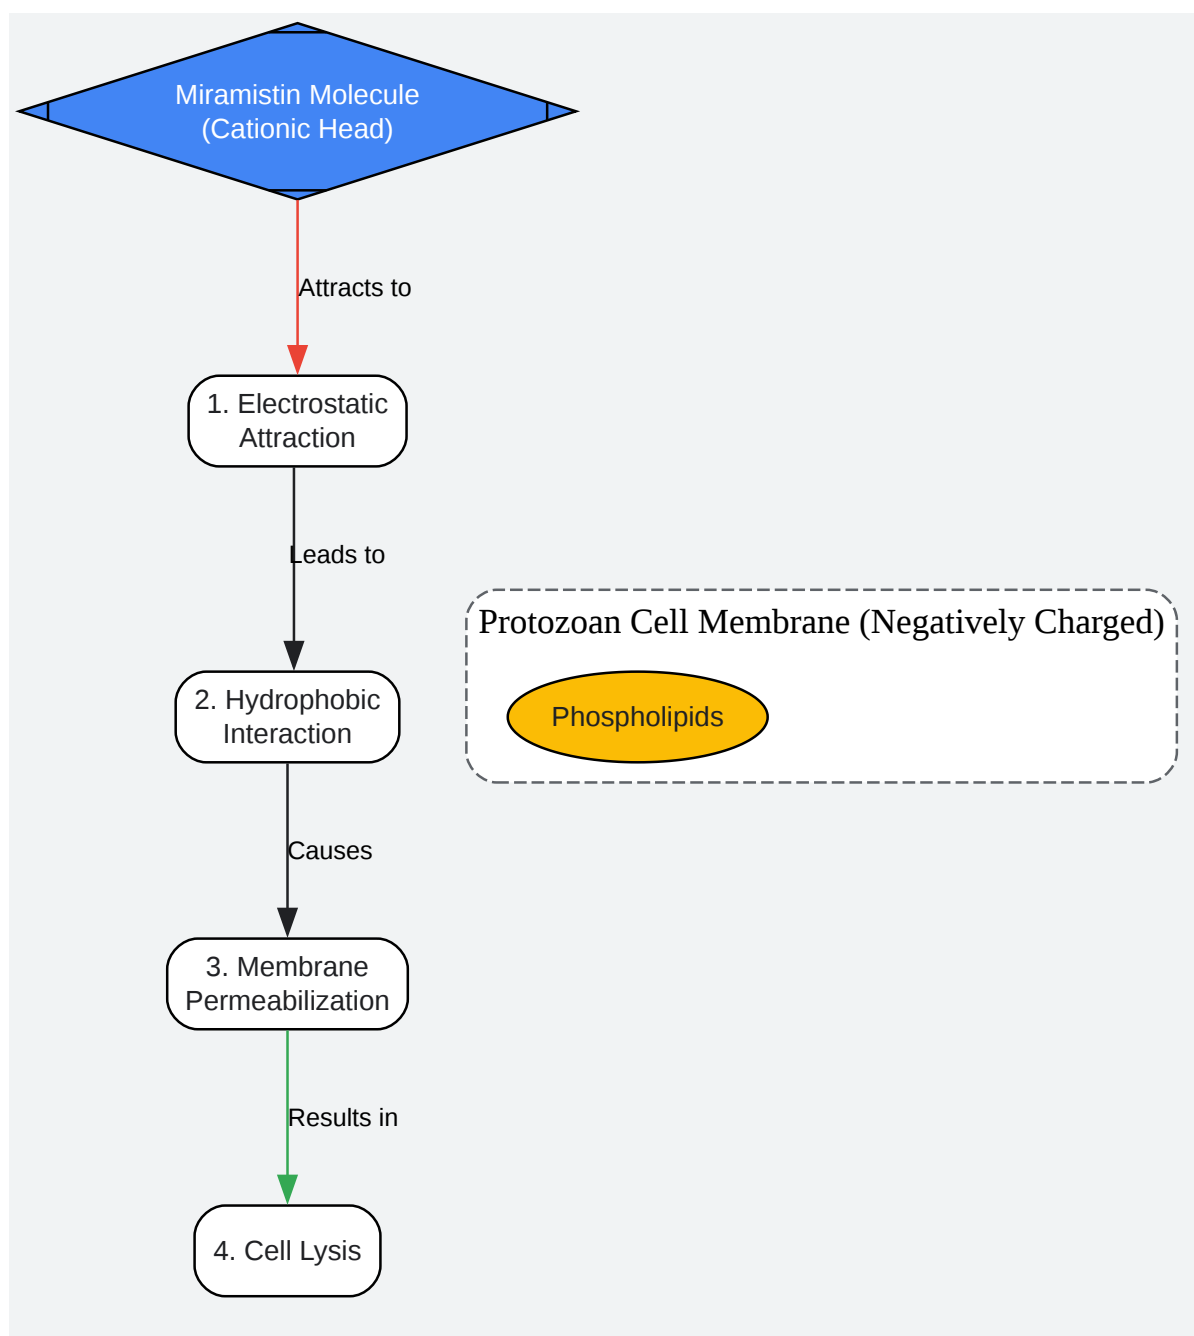 Miramistin Molecule
(Cationic Head)
Attracts to
1. Electrostatic
Attraction
Leads to
Protozoan Cell Membrane (Negatively Charged)
2. Hydrophobic
Interaction
Phospholipids
Causes
3. Membrane
Permeabilization
Results in
4. Cell Lysis